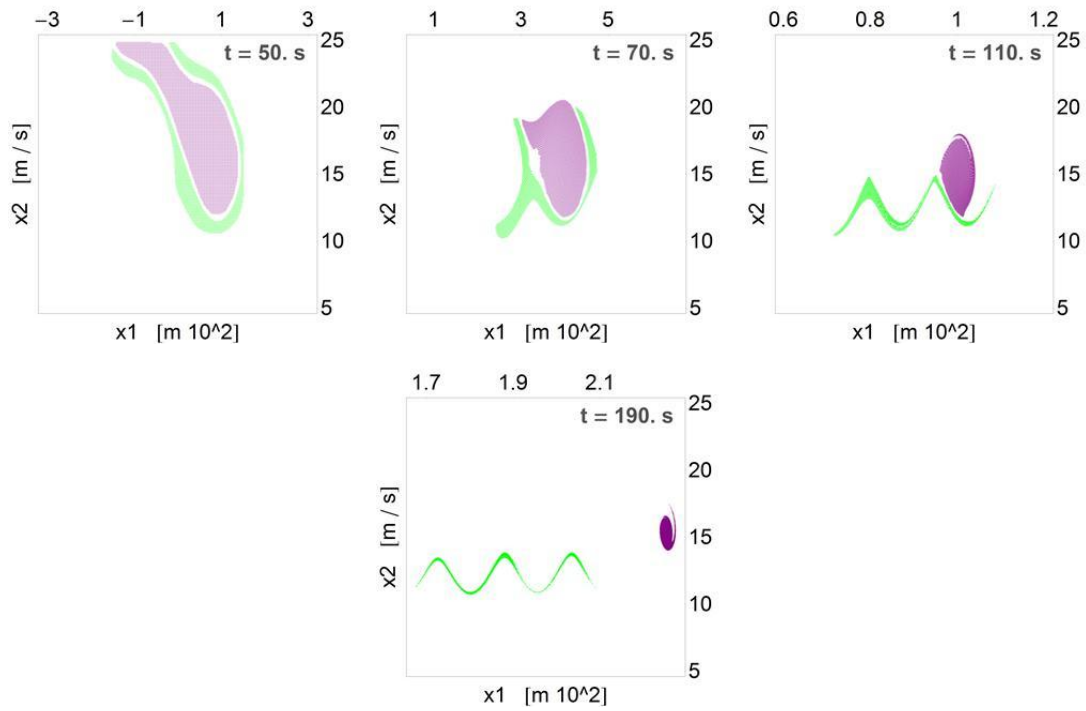 −3 −1 1 3
t = 50. s
25
20
15
10
5
x2 [m / s]
x1 [m 10^2]
1 3 5
t = 70. s
25
20
15
10
5
x2 [m / s]
x1 [m 10^2]
0.6 0.8 1 1.2
t = 110. s
25
20
15
10
5
x2 [m / s]
x1 [m 10^2]
1.7 1.9 2.1
t = 190. s
25
20
15
10
5
x2 [m / s]
x1 [m 10^2]